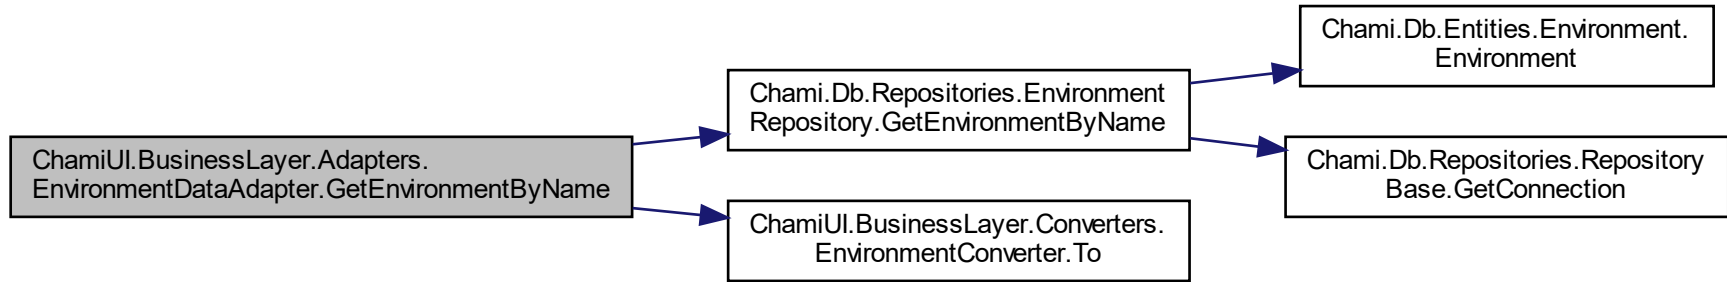 ChamiUI.BusinessLayer.Adapters.
EnvironmentDataAdapter.GetEnvironmentByName
Chami.Db.Repositories.Environment
Repository.GetEnvironmentByName
Chami.Db.Entities.Environment.
Environment
Chami.Db.Repositories.Repository
Base.GetConnection
ChamiUI.BusinessLayer.Converters.
EnvironmentConverter.To